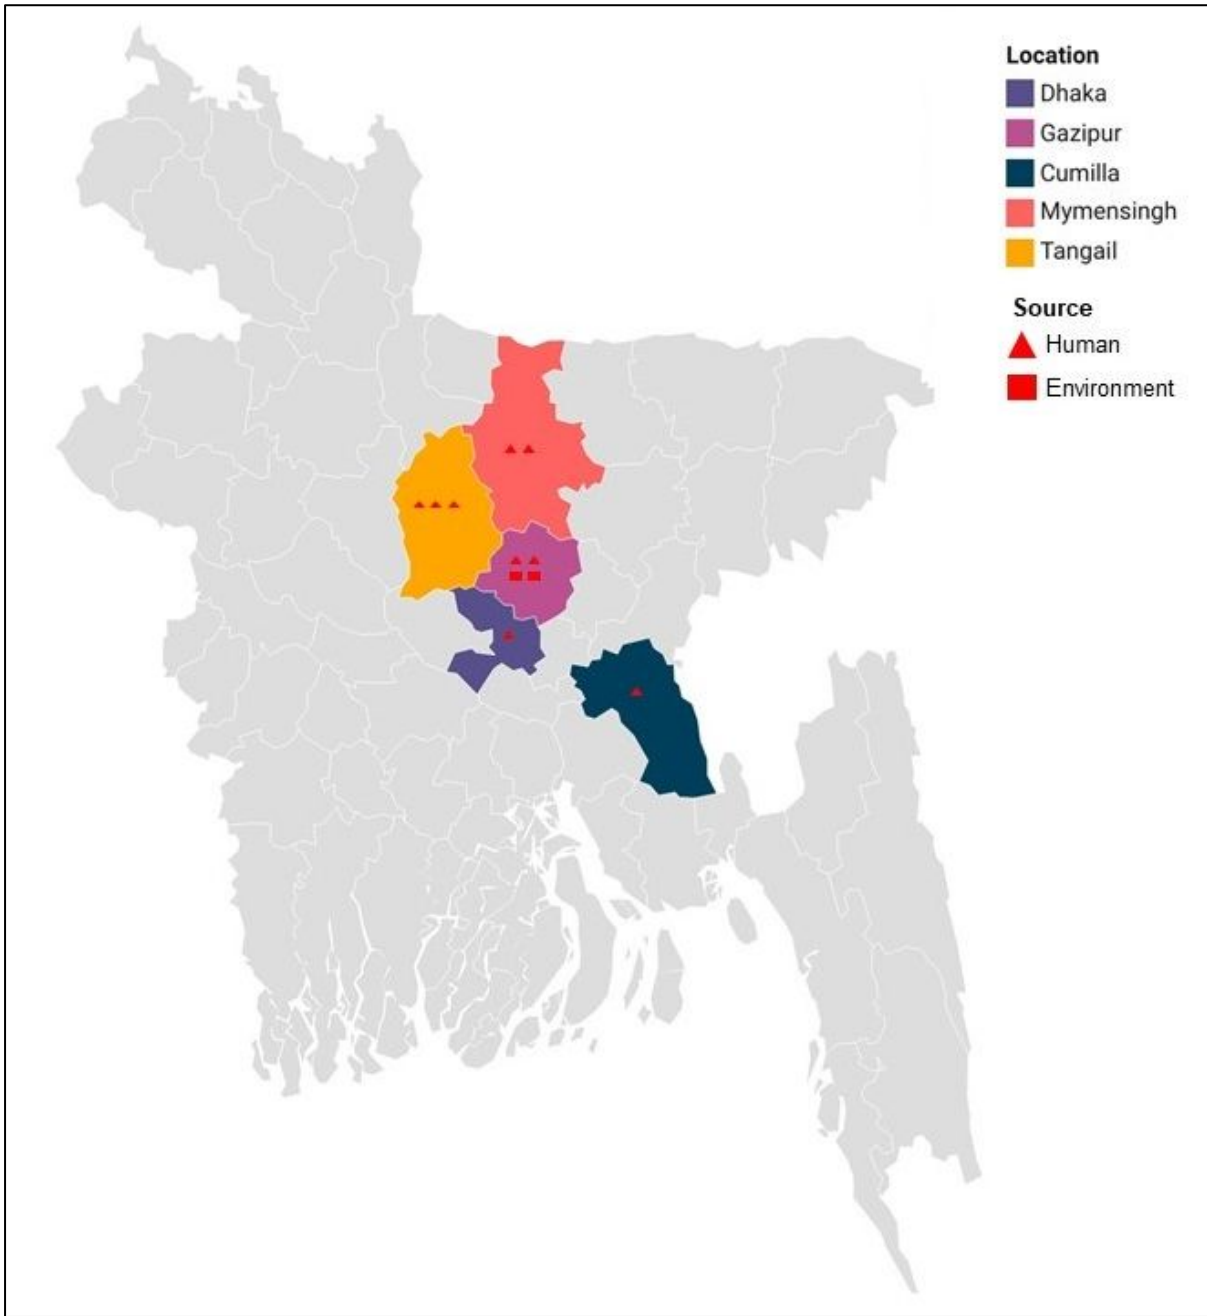 Location
Dhaka
Gazipur
Cumilla
Mymensingh
Tangail
Source
Human
Environment